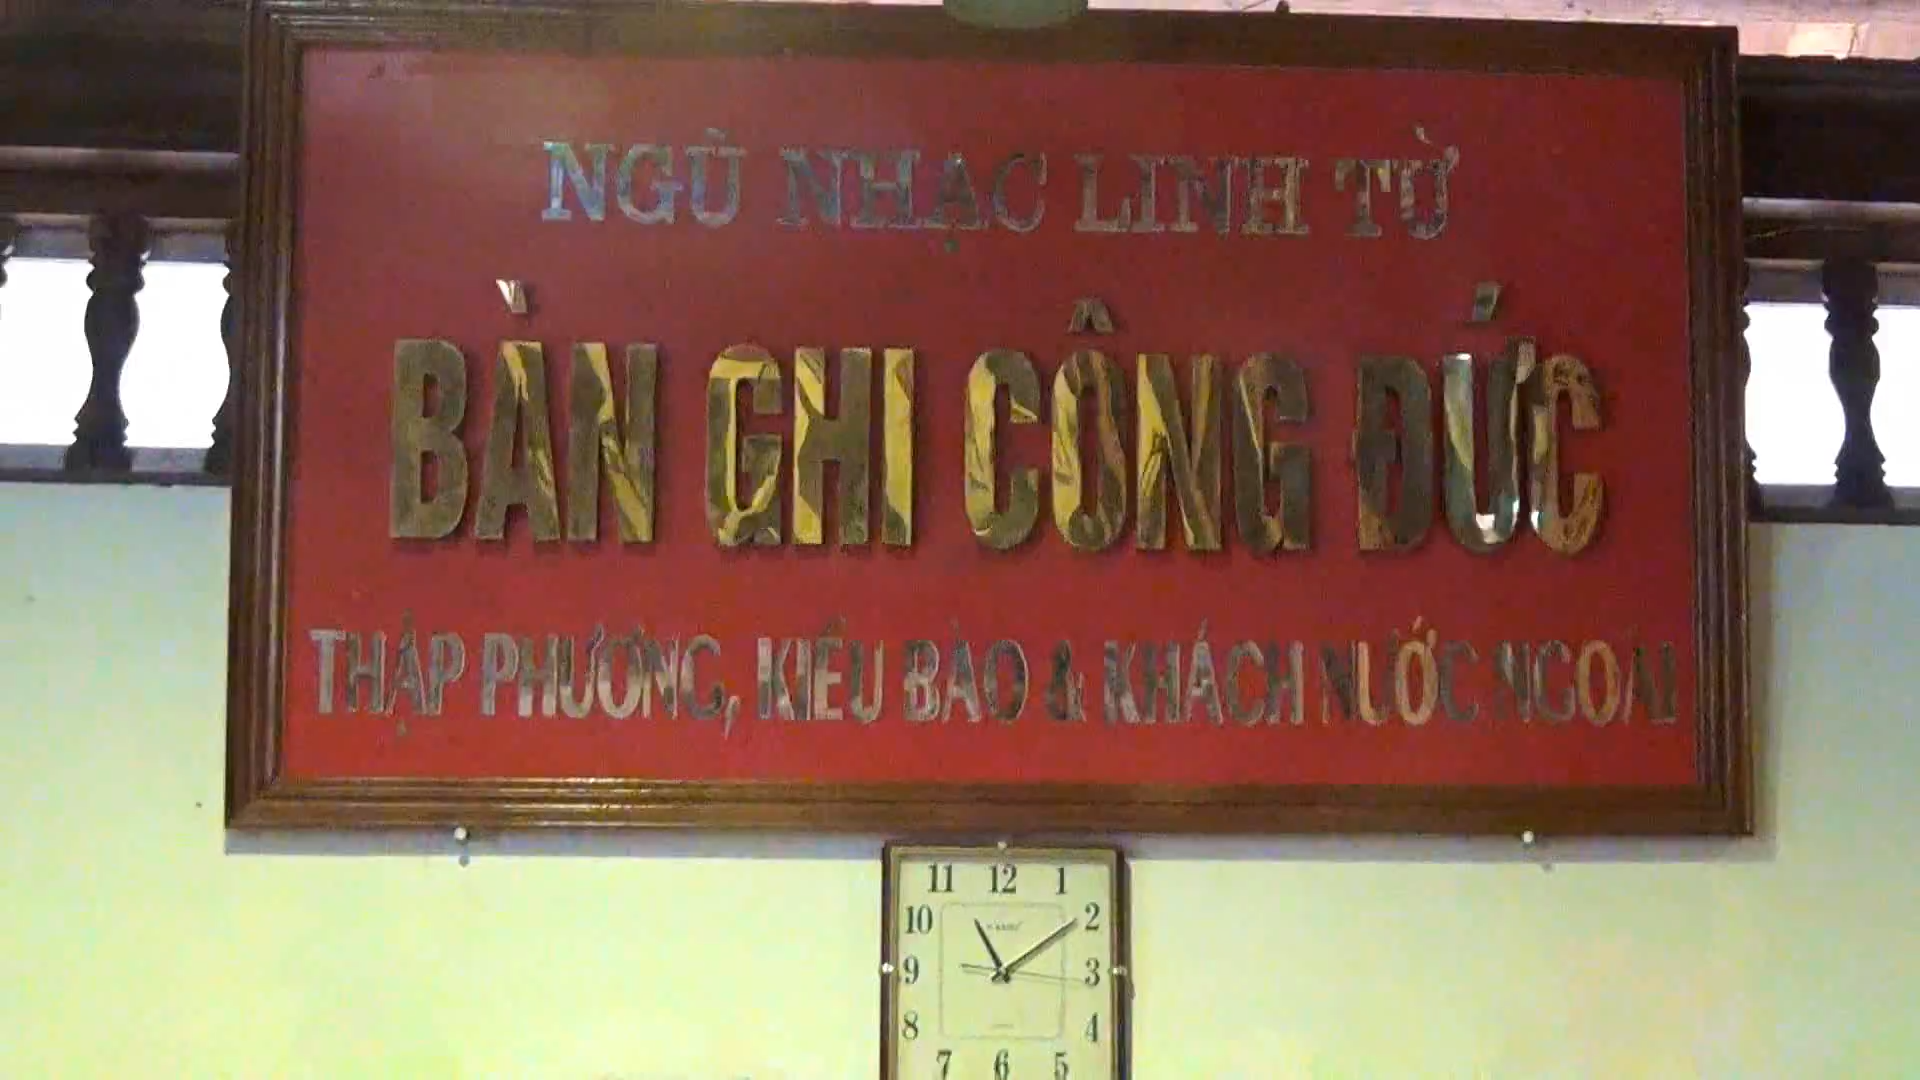 NGŨ NHẠC LINH TỪ
BÀN GHI CÔNG ĐỨC
THẬP PHƯƠNG, KIỀU BÀO & KHÁCH NƯỚC NGOÀI
11 12 1
10 2
9 3
8 4
7 6 5